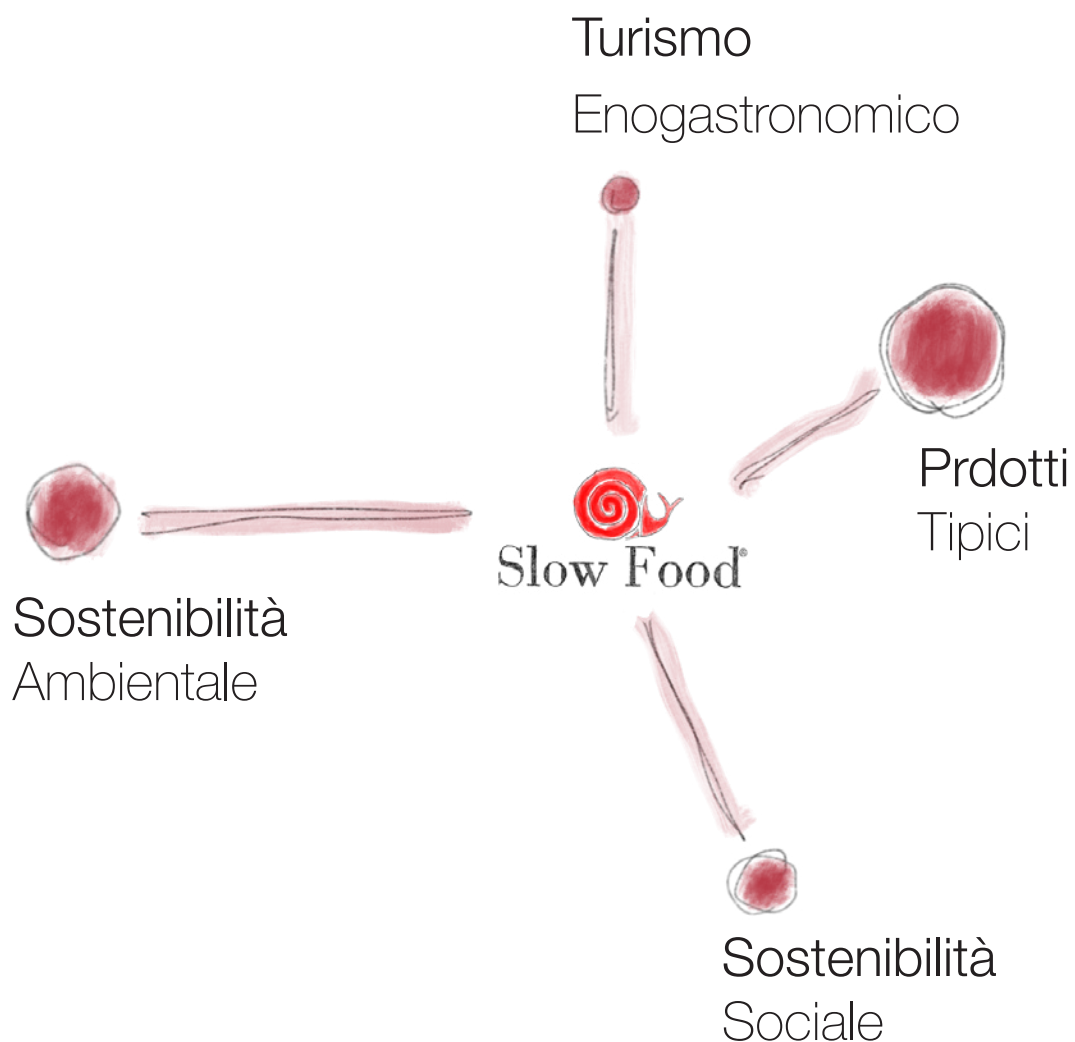 Turismo
Enogastronomico
Prdotti
Tipici
Slow Food®
Sostenibilità
Ambientale
Sostenibilità
Sociale